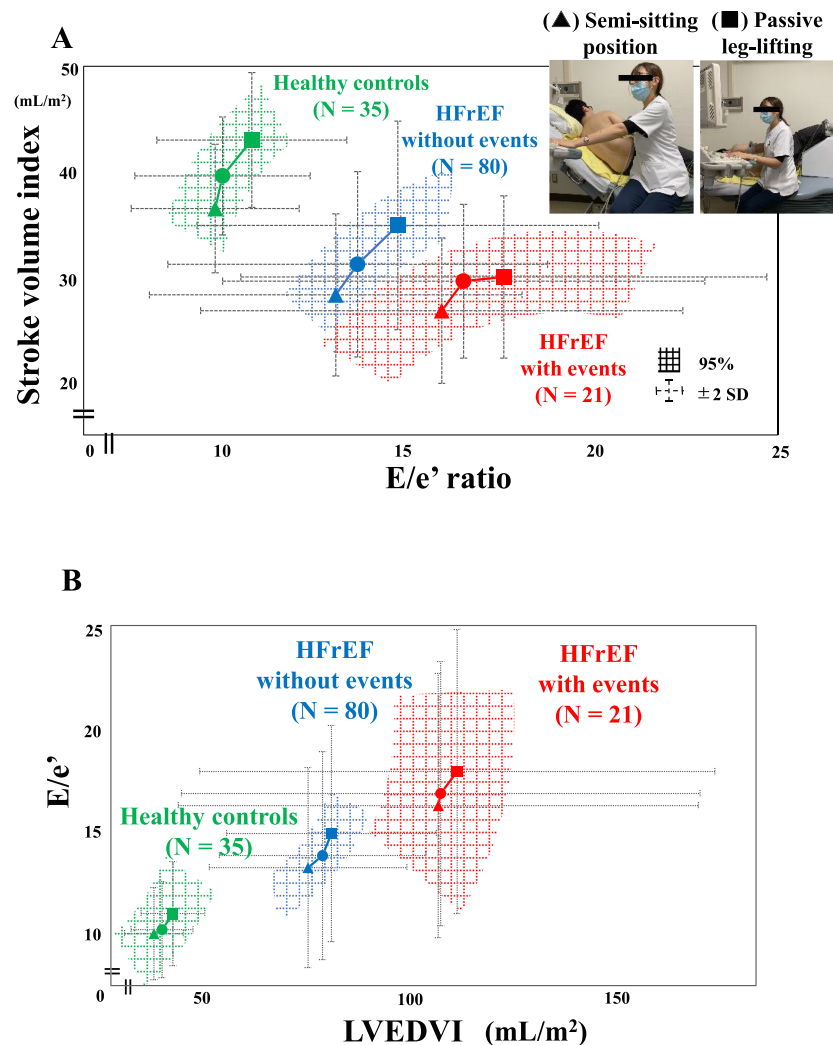 (▲) Semi-sitting
position
(■) Passive
leg-lifting
A
50
(mL/m²)
40
30
20
Stroke volume index
Healthy controls
(N = 35)
HFrEF
without events
(N = 80)
HFrEF
with events
(N = 21)
95%
±2 SD
0
10
15
20
25
E/e’ ratio
B
25
20
15
10
E/e’
HFrEF
without events
(N = 80)
HFrEF
with events
(N = 21)
Healthy controls
(N = 35)
0
50
100
150
LVEDVI (mL/m²)